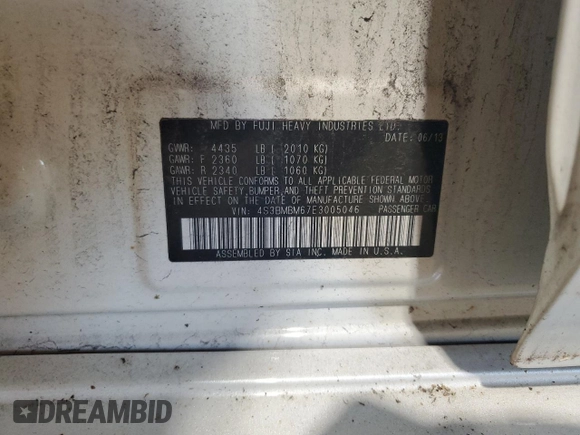 MFD BY FUJI HEAVY INDUSTRIES LTD.
DATE: 06/13
GVWR: 4435 LB ( 2010 KG)
GAWR: F 2360 LB ( 1070 KG)
GAWR: R 2340 LB ( 1060 KG)
THIS VEHICLE CONFORMS TO ALL APPLICABLE FEDERAL MOTOR
VEHICLE SAFETY, BUMPER, AND THEFT PREVENTION STANDARDS
IN EFFECT ON THE DATE OF MANUFACTURE SHOWN ABOVE.
VIN: 4S3BMBM67E3005046 PASSENGER CAR
ASSEMBLED BY SIA INC. MADE IN U.S.A.
DREAMBID